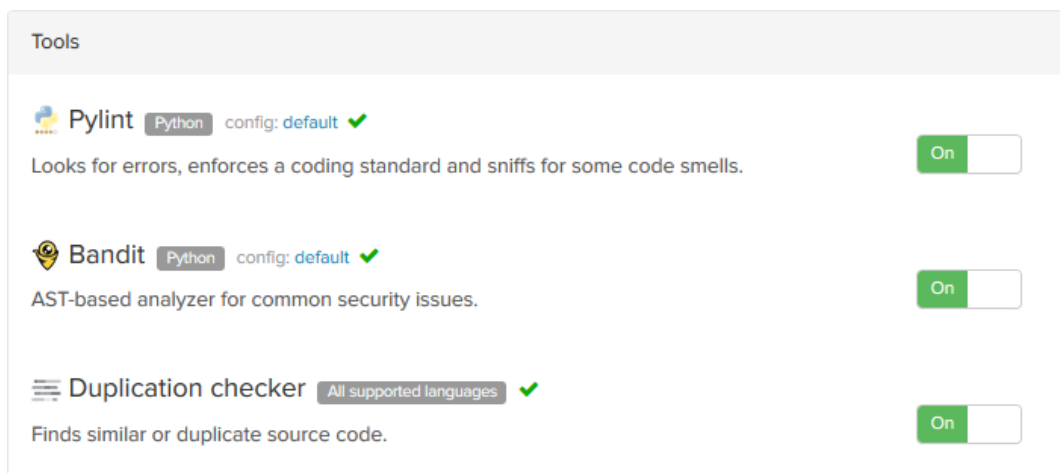 Tools
Pylint Python config: default
Looks for errors, enforces a coding standard and sniffs for some code smells.
On
Bandit Python config: default
AST-based analyzer for common security issues.
On
Duplication checker All supported languages
Finds similar or duplicate source code.
On